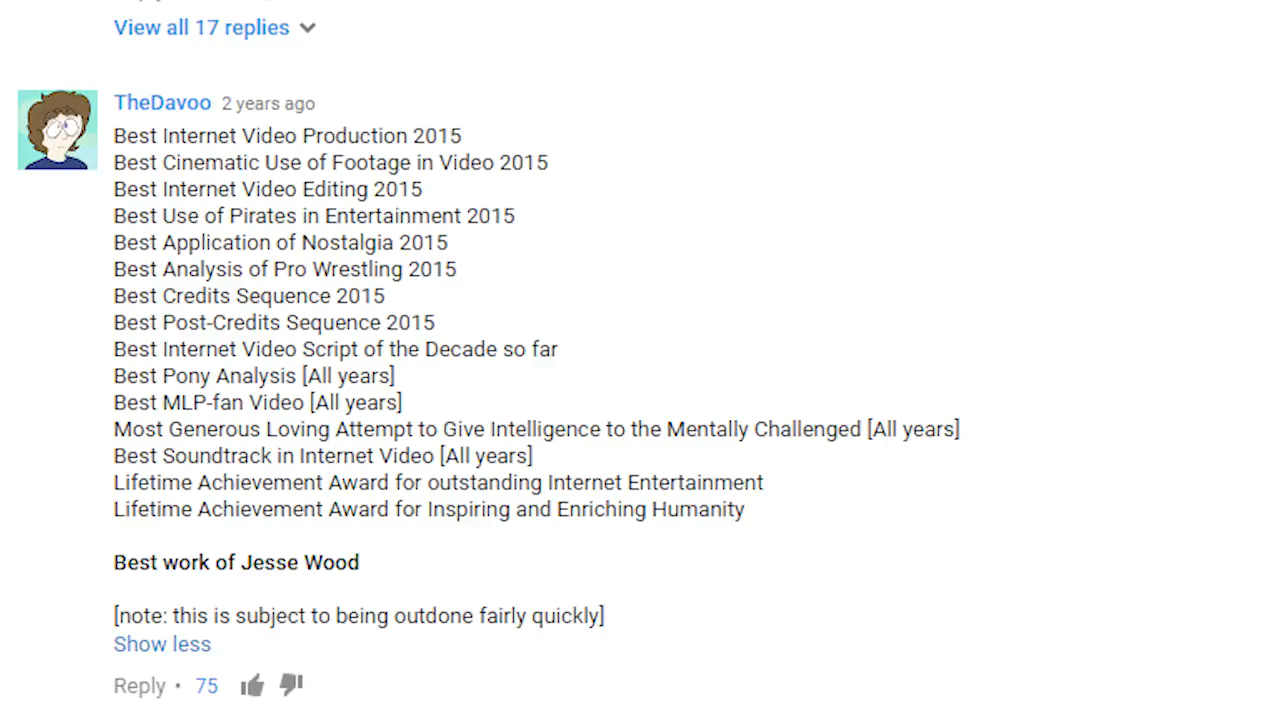 View all 17 replies
TheDavoo 2 years ago
Best Internet Video Production 2015
Best Cinematic Use of Footage in Video 2015
Best Internet Video Editing 2015
Best Use of Pirates in Entertainment 2015
Best Application of Nostalgia 2015
Best Analysis of Pro Wrestling 2015
Best Credits Sequence 2015
Best Post-Credits Sequence 2015
Best Internet Video Script of the Decade so far
Best Pony Analysis [All years]
Best MLP-fan Video [All years]
Most Generous Loving Attempt to Give Intelligence to the Mentally Challenged [All years]
Best Soundtrack in Internet Video [All years]
Lifetime Achievement Award for outstanding Internet Entertainment
Lifetime Achievement Award for Inspiring and Enriching Humanity
Best work of Jesse Wood
[note: this is subject to being outdone fairly quickly]
Show less
Reply • 75